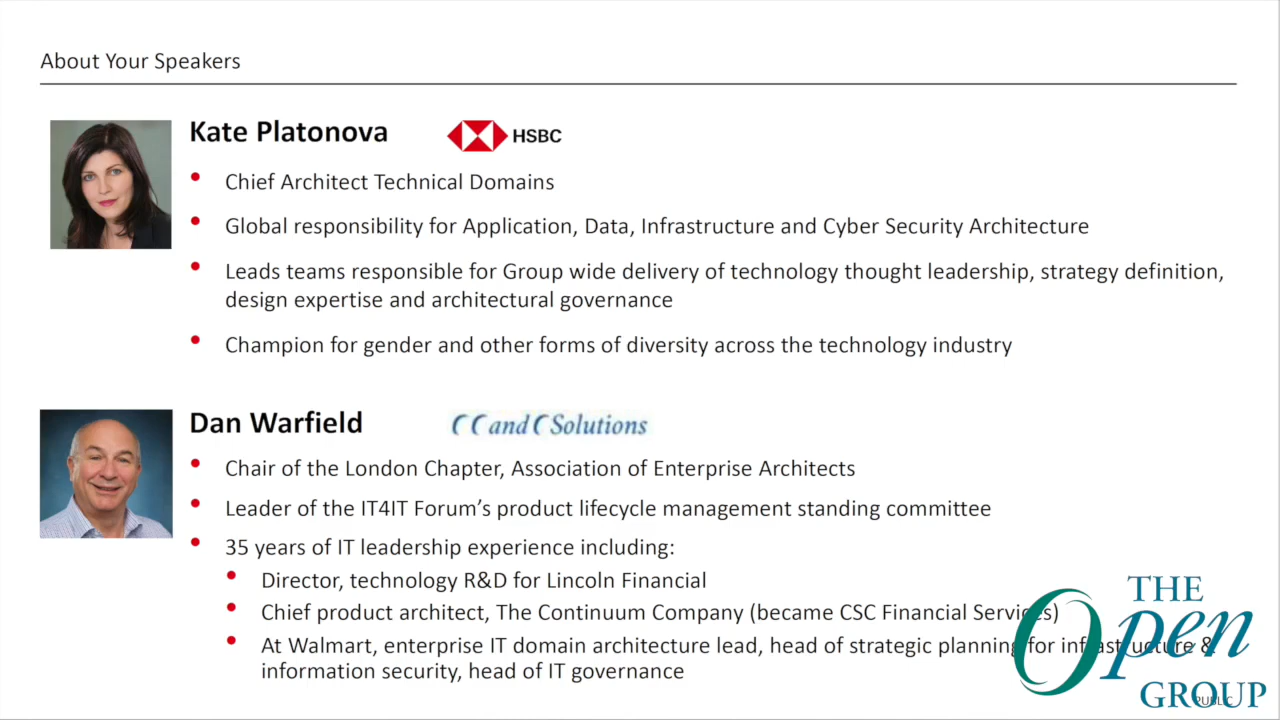 About Your Speakers
Kate Platonova
HSBC
• Chief Architect Technical Domains
• Global responsibility for Application, Data, Infrastructure and Cyber Security Architecture
• Leads teams responsible for Group wide delivery of technology thought leadership, strategy definition,
design expertise and architectural governance
• Champion for gender and other forms of diversity across the technology industry
Dan Warfield
C C and C Solutions
• Chair of the London Chapter, Association of Enterprise Architects
• Leader of the IT4IT Forum’s product lifecycle management standing committee
• 35 years of IT leadership experience including:
• Director, technology R&D for Lincoln Financial
• Chief product architect, The Continuum Company (became CSC Financial Services)
• At Walmart, enterprise IT domain architecture lead, head of strategic planning for infrastructure &
information security, head of IT governance
THE
Open
GROUP
PUBLIC